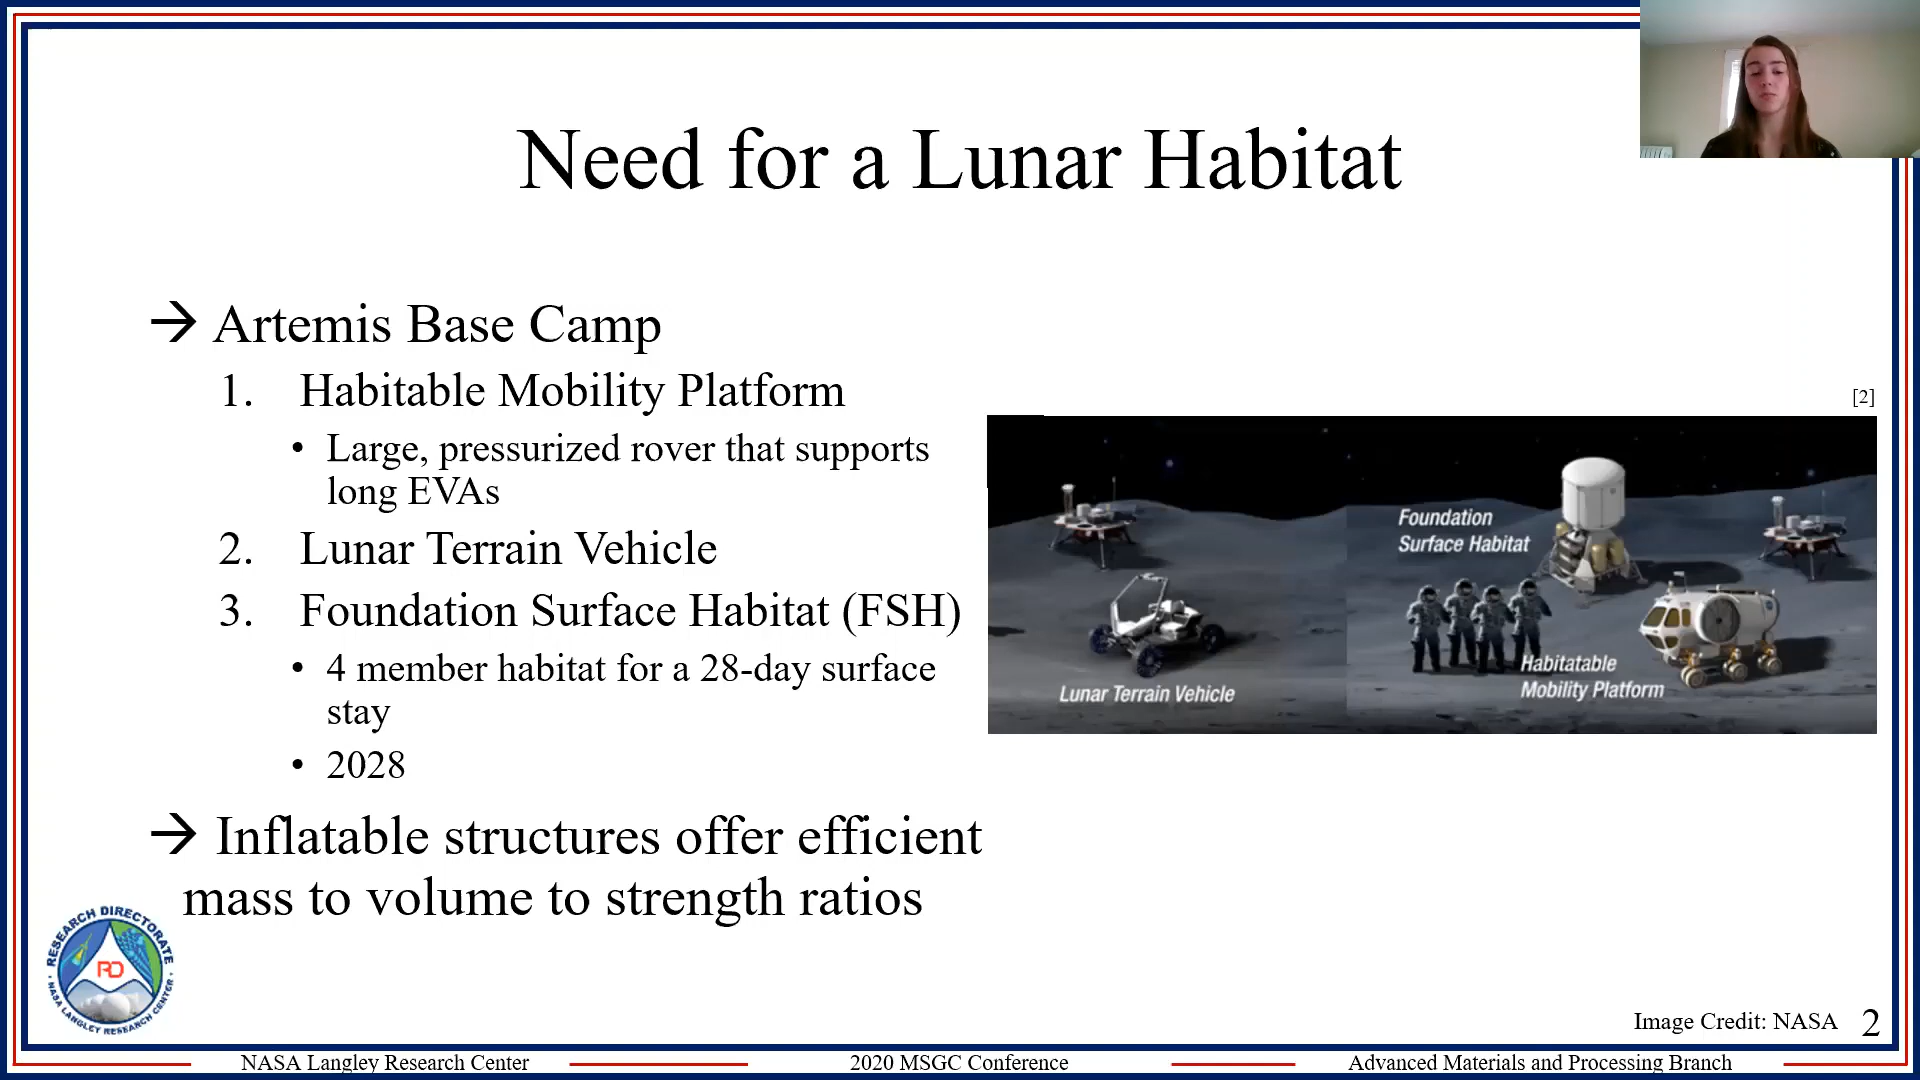 Need for a Lunar Habitat
→ Artemis Base Camp
1. Habitable Mobility Platform
• Large, pressurized rover that supports
long EVAs
2. Lunar Terrain Vehicle
3. Foundation Surface Habitat (FSH)
• 4 member habitat for a 28-day surface
stay
• 2028
→ Inflatable structures offer efficient
mass to volume to strength ratios
[2]
Foundation
Surface Habitat
Habitatable
Mobility Platform
Lunar Terrain Vehicle
RESEARCH DIRECTORATE
RD
NASA LANGLEY RESEARCH CENTER
Image Credit: NASA
2
NASA Langley Research Center
2020 MSGC Conference
Advanced Materials and Processing Branch